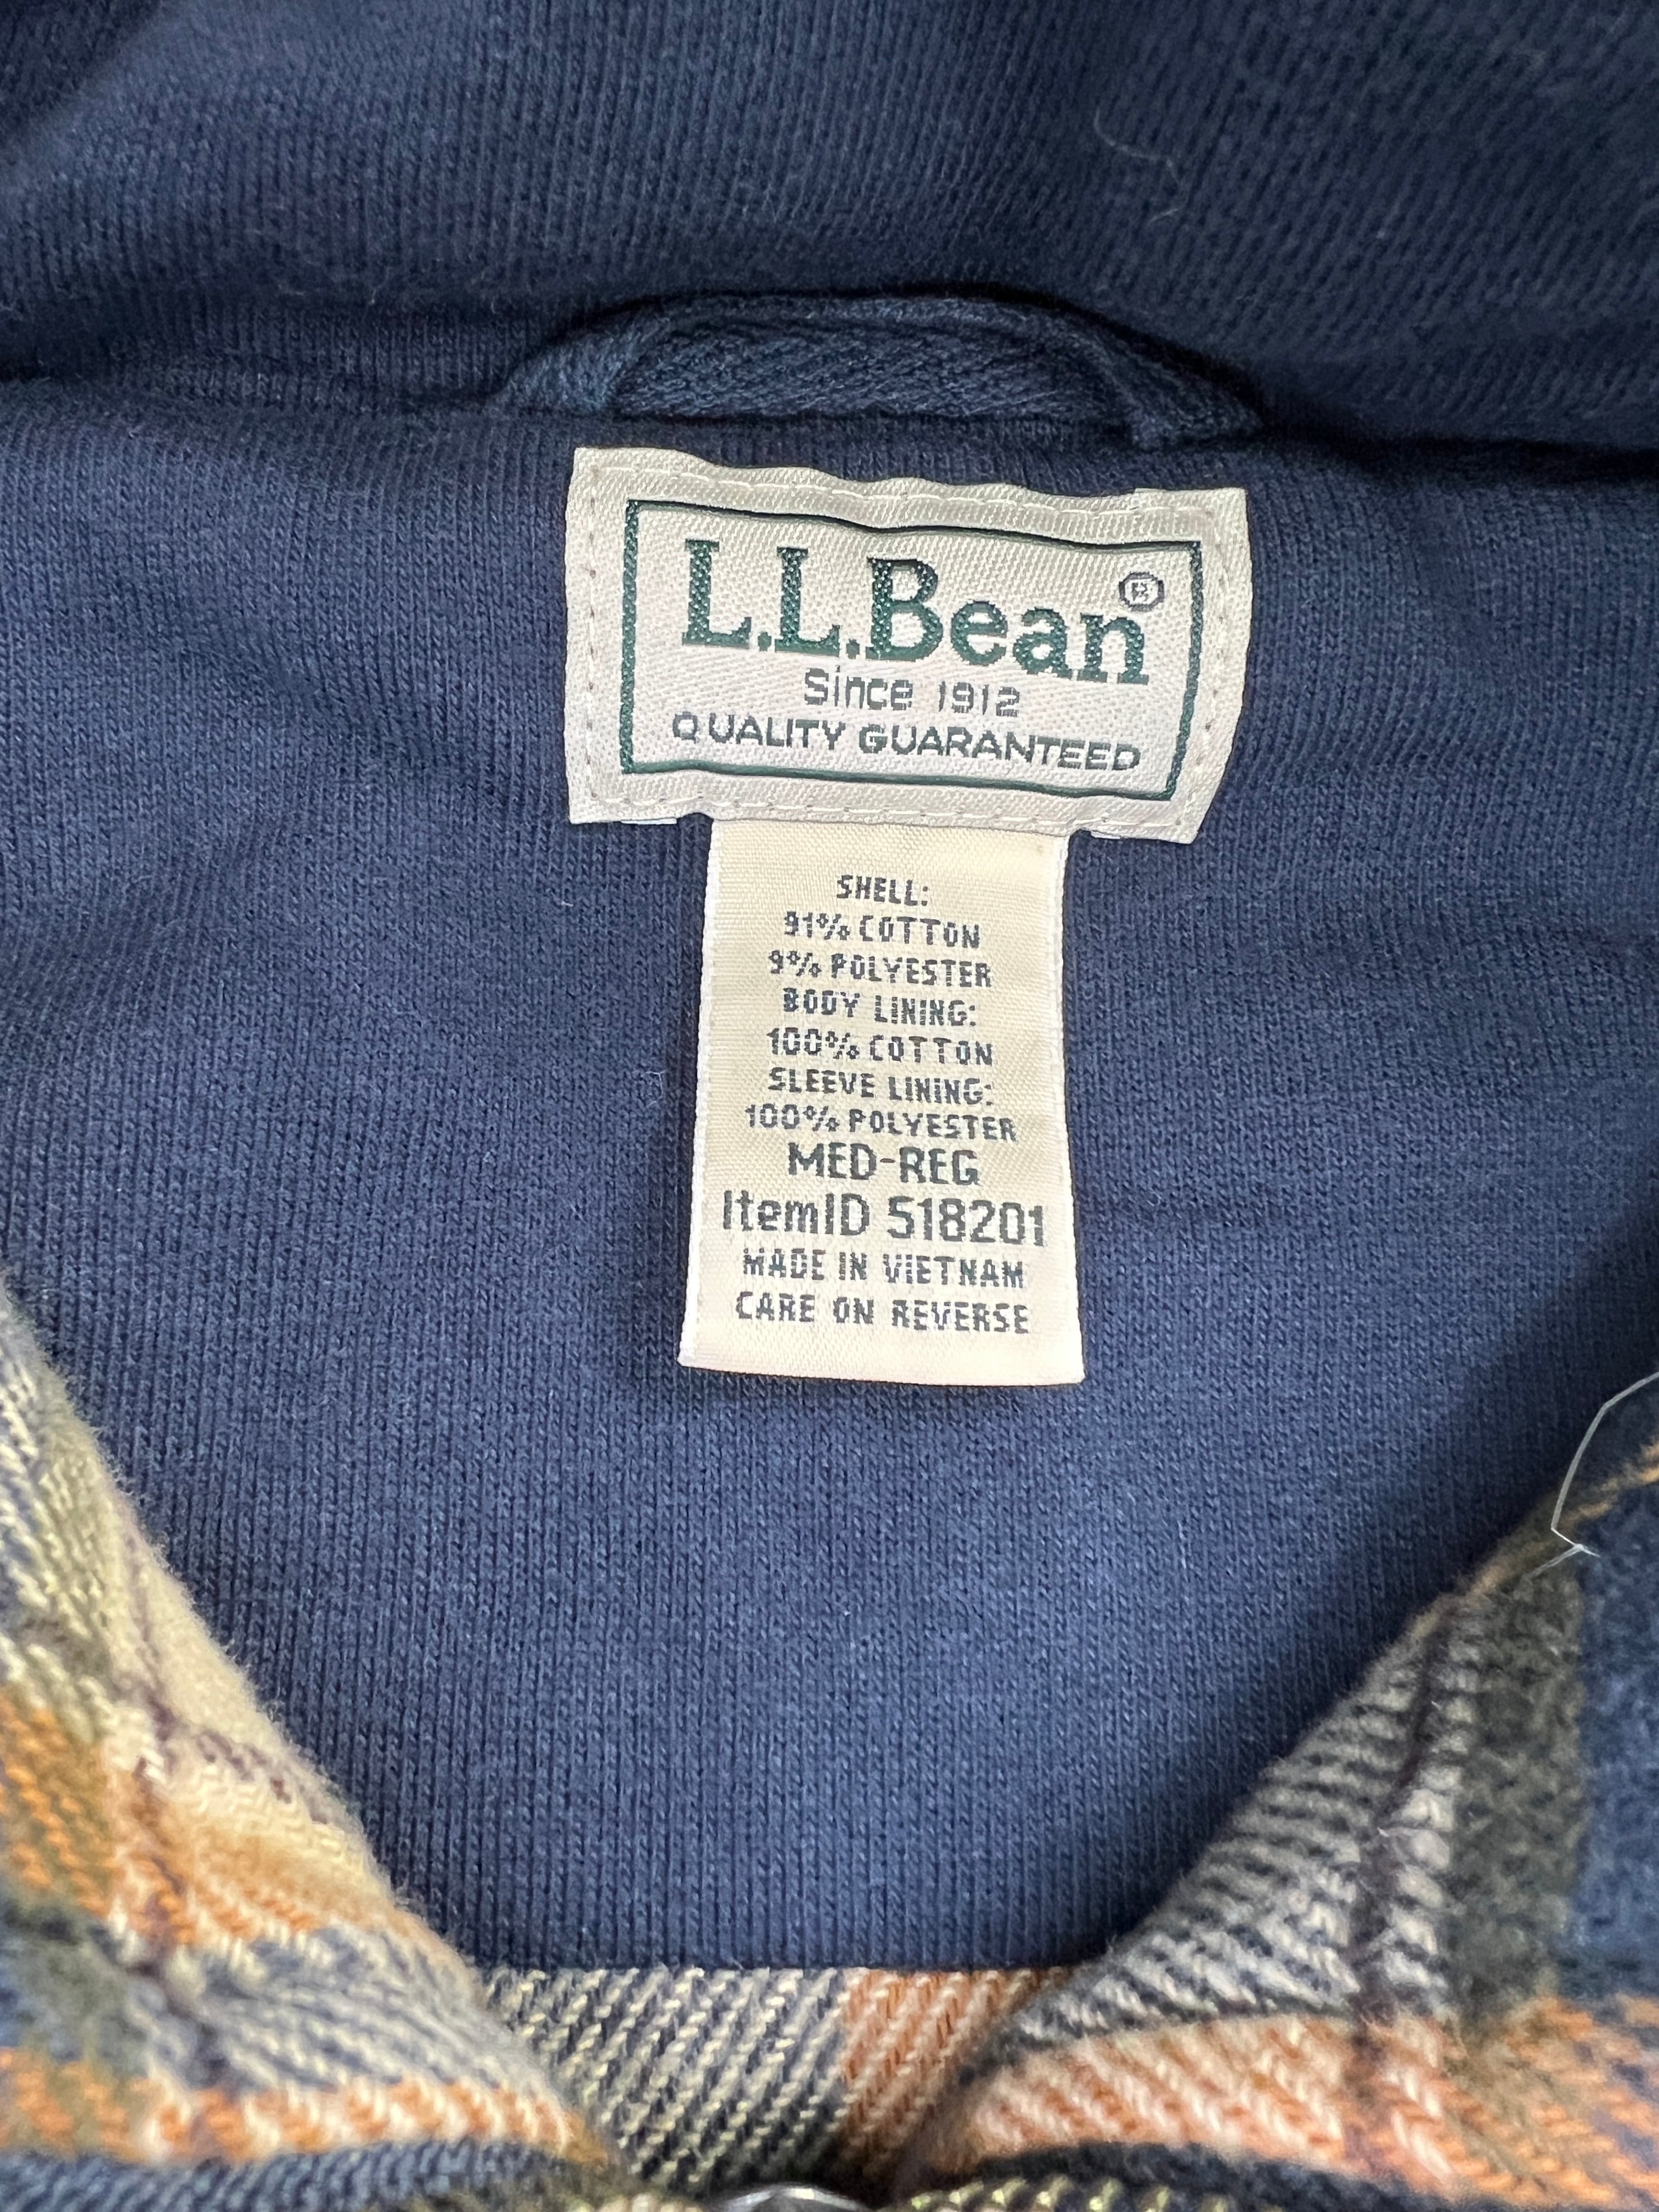 L.L.Bean®
Since 1912
QUALITY GUARANTEED
SHELL:
91% COTTON
9% POLYESTER
BODY LINING:
100% COTTON
SLEEVE LINING:
100% POLYESTER
MED-REG
ItemID 518201
MADE IN VIETNAM
CARE ON REVERSE